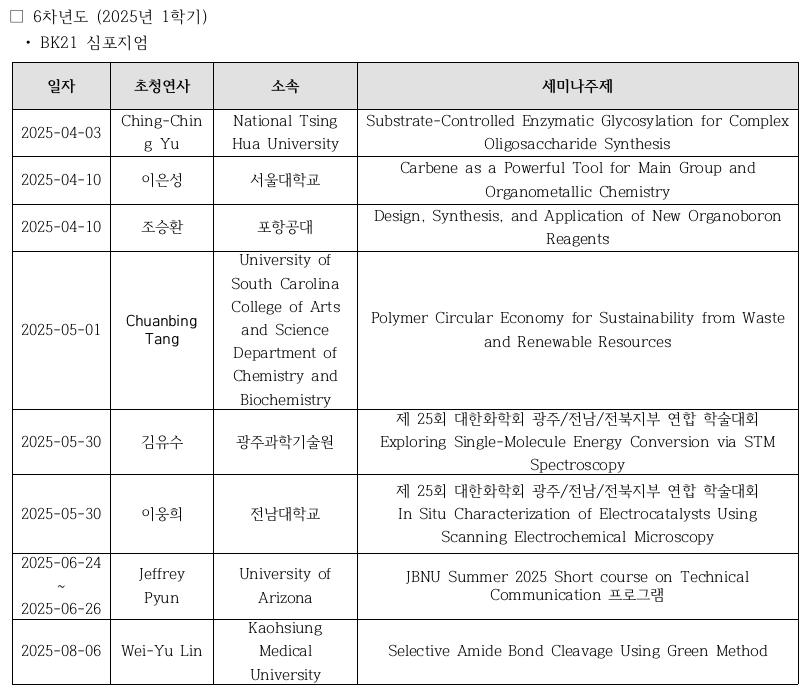 □ 6차년도 (2025년 1학기)
・BK21 심포지엄
일자 초청연사 소속 세미나주제
2025-04-03
Ching-Chin
g Yu
National Tsing
Hua University
Substrate-Controlled Enzymatic Glycosylation for Complex
Oligosaccharide Synthesis
2025-04-10
이은성
서울대학교
Carbene as a Powerful Tool for Main Group and
Organometallic Chemistry
2025-04-10
조승환
포항공대
Design, Synthesis, and Application of New Organoboron
Reagents
2025-05-01
Chuanbing
Tang
University of
South Carolina
College of Arts
and Science
Department of
Chemistry and
Biochemistry
Polymer Circular Economy for Sustainability from Waste
and Renewable Resources
2025-05-30
김유수
광주과학기술원
제 25회 대한화학회 광주/전남/전북지부 연합 학술대회
Exploring Single-Molecule Energy Conversion via STM
Spectroscopy
2025-05-30
이웅희
전남대학교
제 25회 대한화학회 광주/전남/전북지부 연합 학술대회
In Situ Characterization of Electrocatalysts Using
Scanning Electrochemical Microscopy
2025-06-24
~
2025-06-26
Jeffrey
Pyun
University of
Arizona
JBNU Summer 2025 Short course on Technical
Communication 프로그램
2025-08-06
Wei-Yu Lin
Kaohsiung
Medical
University
Selective Amide Bond Cleavage Using Green Method